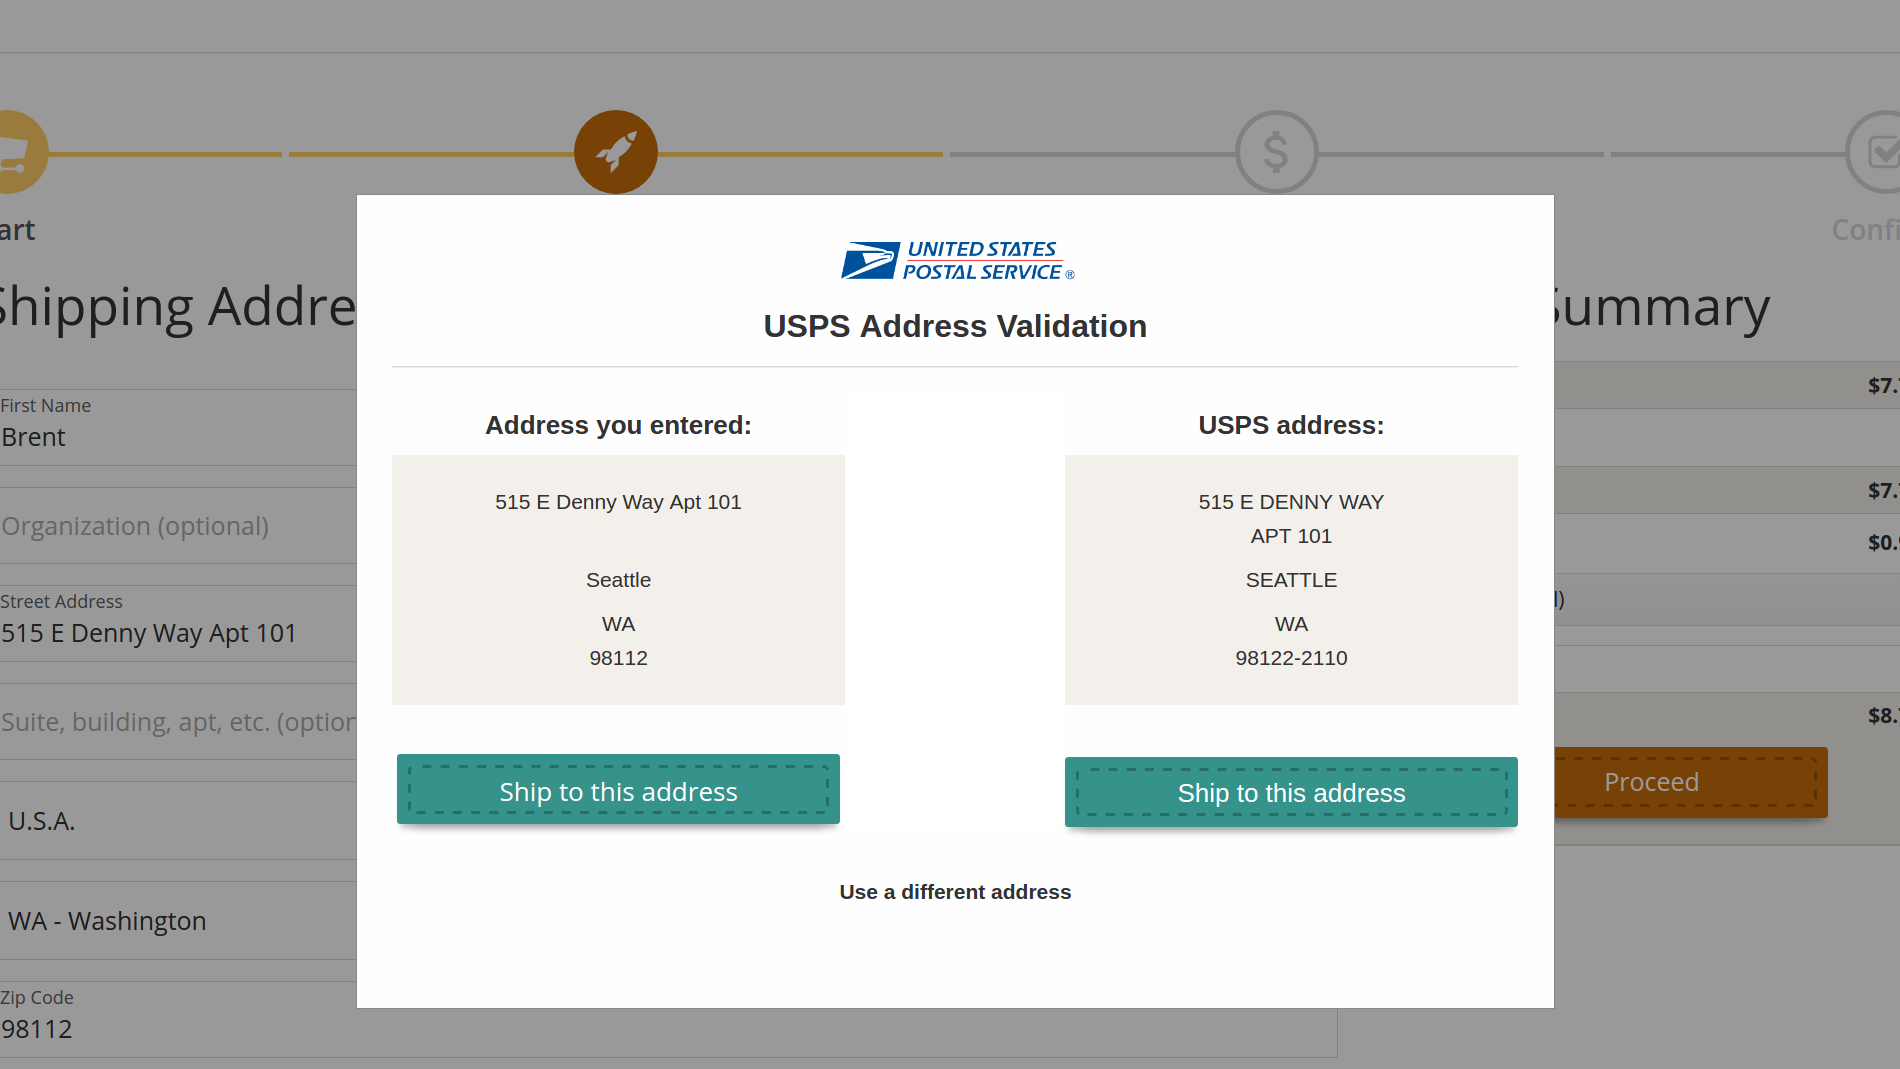 art
Confi
Shipping Addre
Summary
First Name
Brent
Organization (optional)
Street Address
515 E Denny Way Apt 101
Suite, building, apt, etc. (option
U.S.A.
WA - Washington
Zip Code
98112
UNITED STATES
POSTAL SERVICE ®
USPS Address Validation
Address you entered:
515 E Denny Way Apt 101
Seattle
WA
98112
Ship to this address
USPS address:
515 E DENNY WAY
APT 101
SEATTLE
WA
98122-2110
Ship to this address
Use a different address
$7.
$7.
$0.
l)
$8.
Proceed